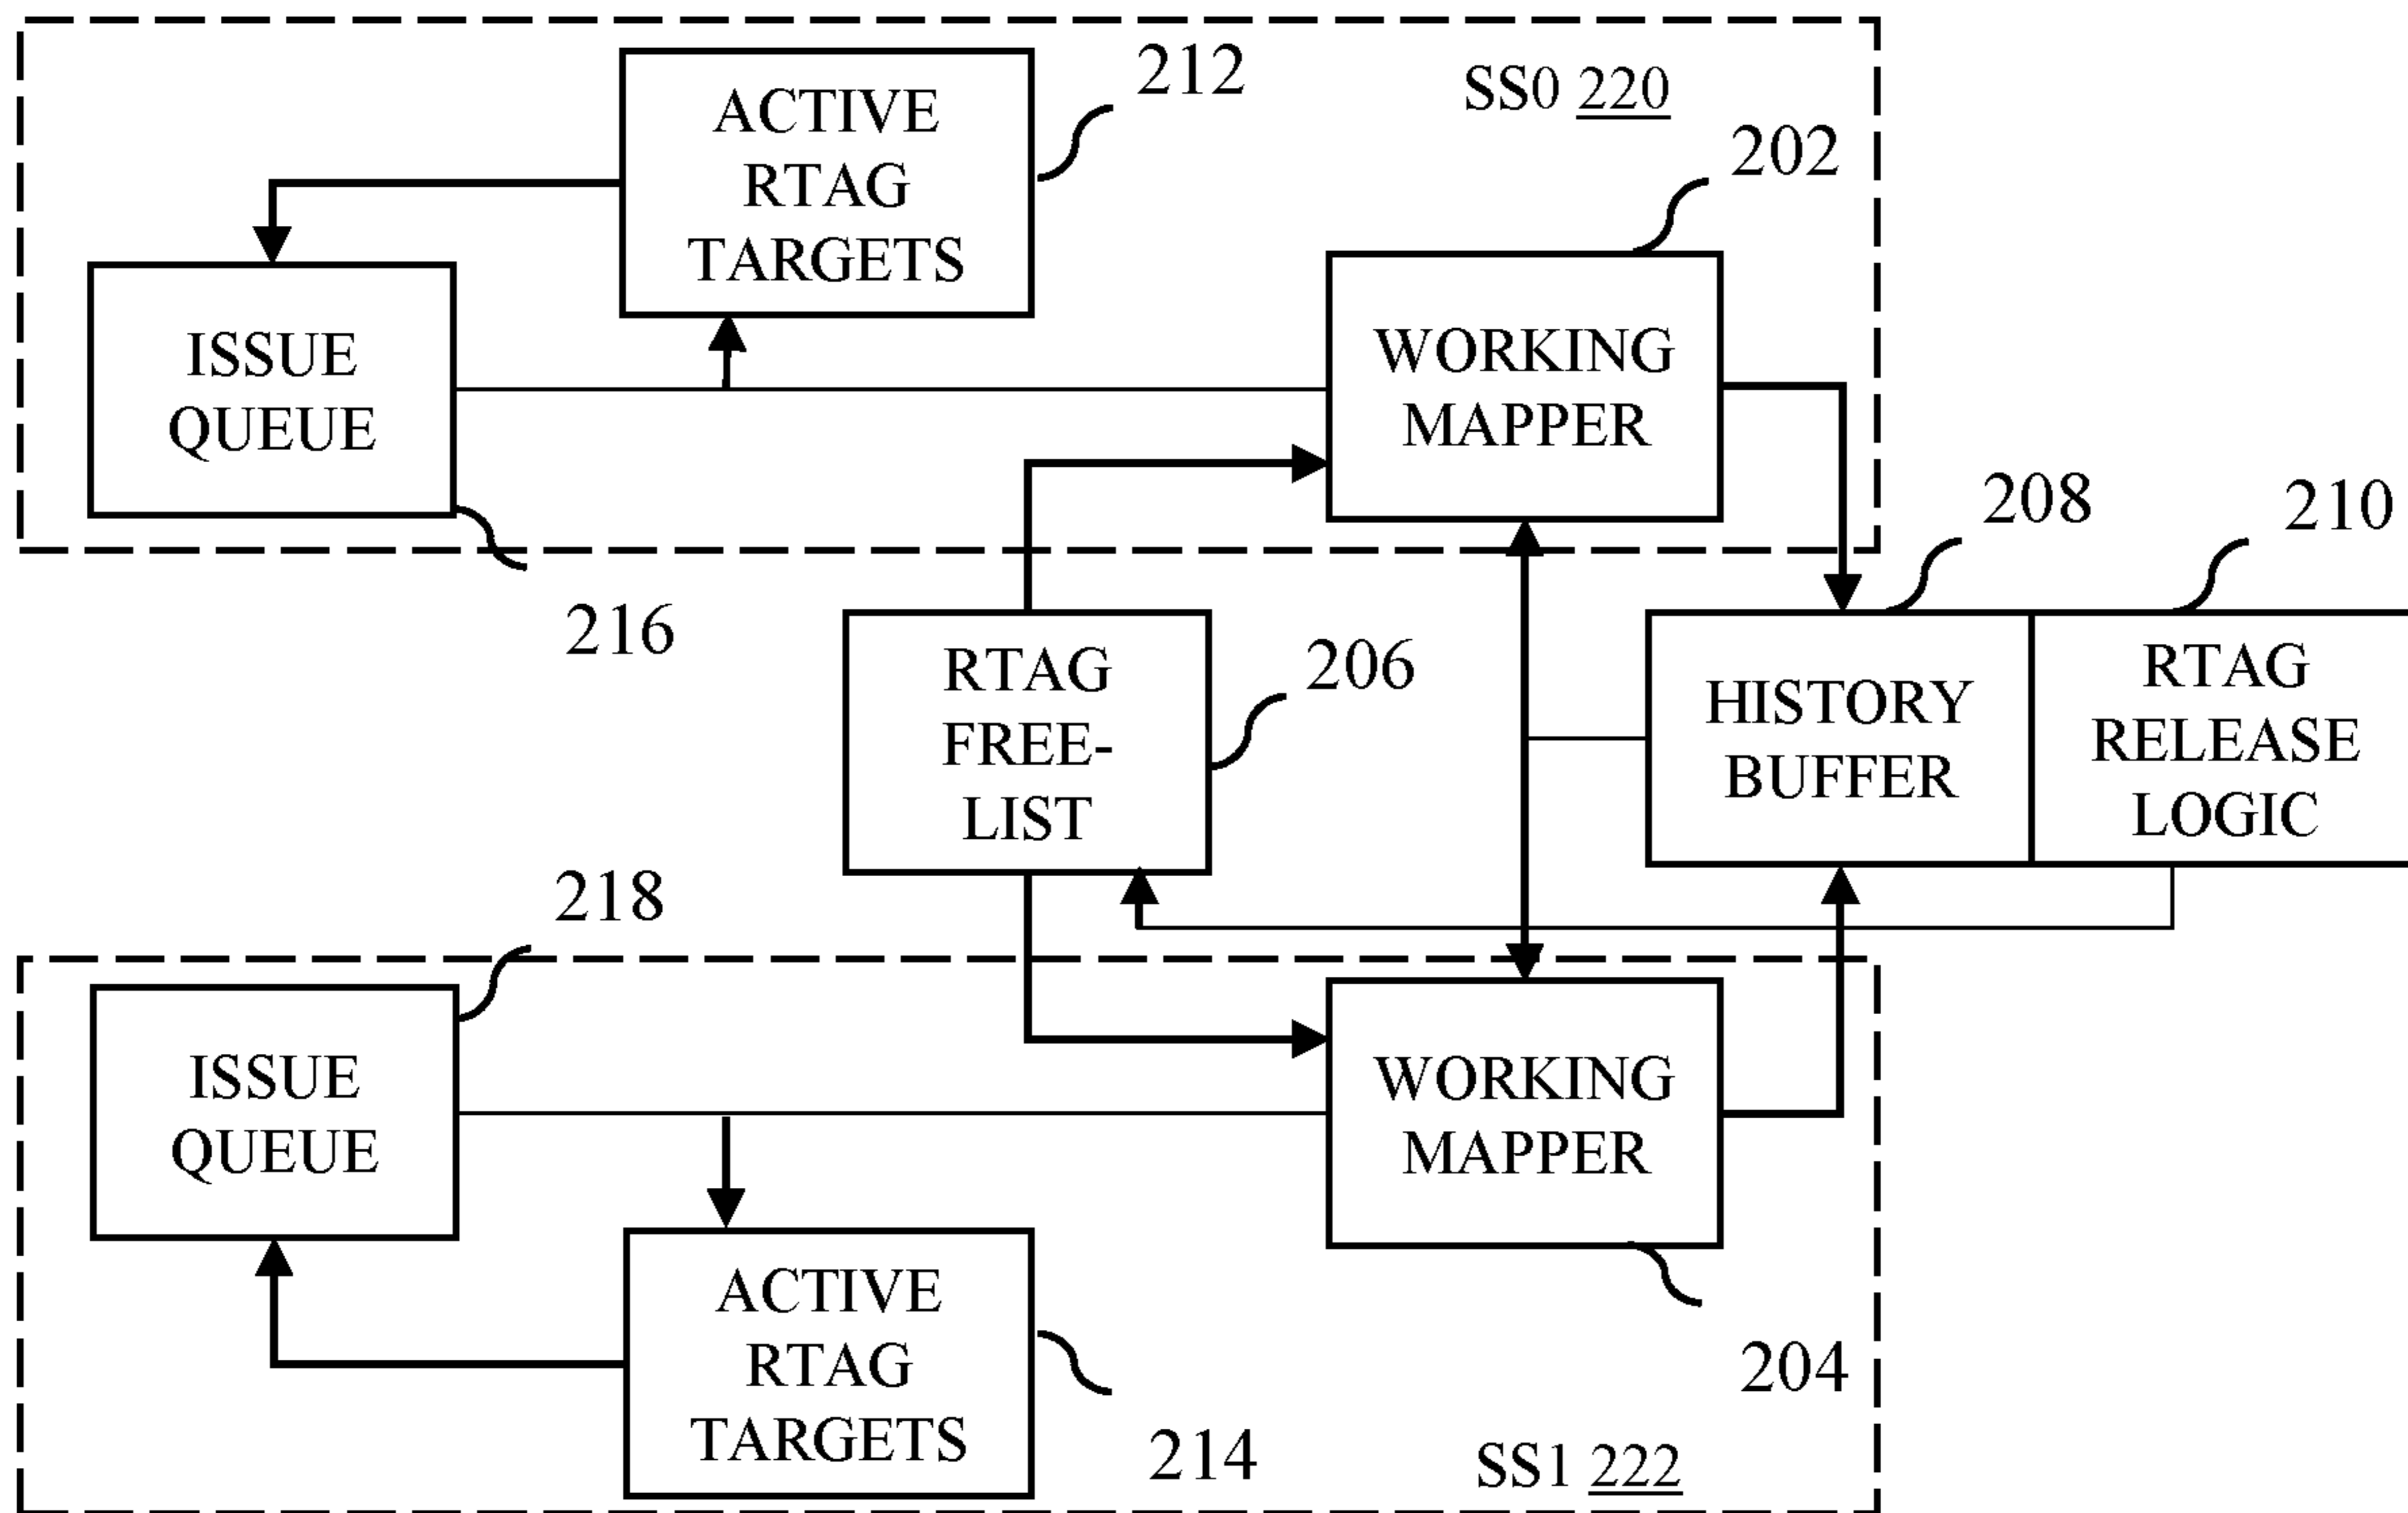 212
SS0 220
ACTIVE
RTAG
TARGETS
202
ISSUE
QUEUE
WORKING
MAPPER
216
208
210
RTAG
FREE-
LIST
206
HISTORY
BUFFER
RTAG
RELEASE
LOGIC
218
ISSUE
QUEUE
WORKING
MAPPER
ACTIVE
RTAG
TARGETS
204
214
SS1 222